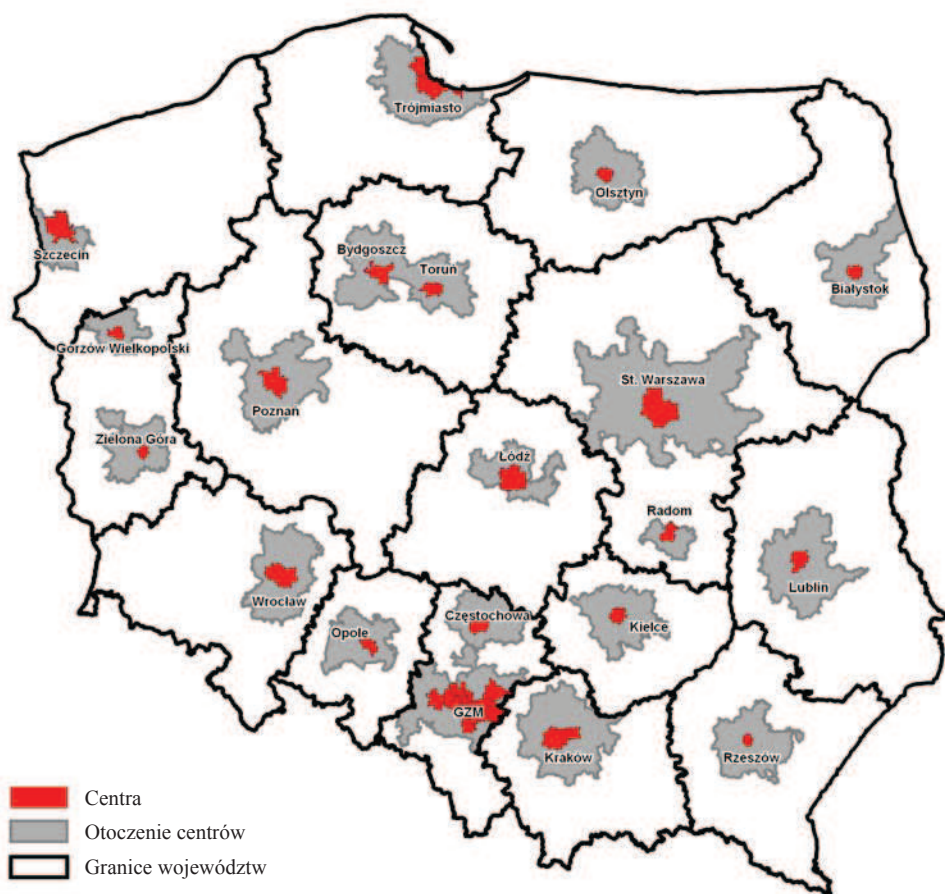 Trójmiasto
Olsztyn
Szczecin
Bydgoszcz
Toruń
Białystok
Gorzów Wielkopolski
St. Warszawa
Poznań
Zielona Góra
Łódź
Radom
Lublin
Wrocław
Częstochowa
Kielce
Opole
GZM
Kraków
Rzeszów
Centra
Otoczenie centrów
Granice województw